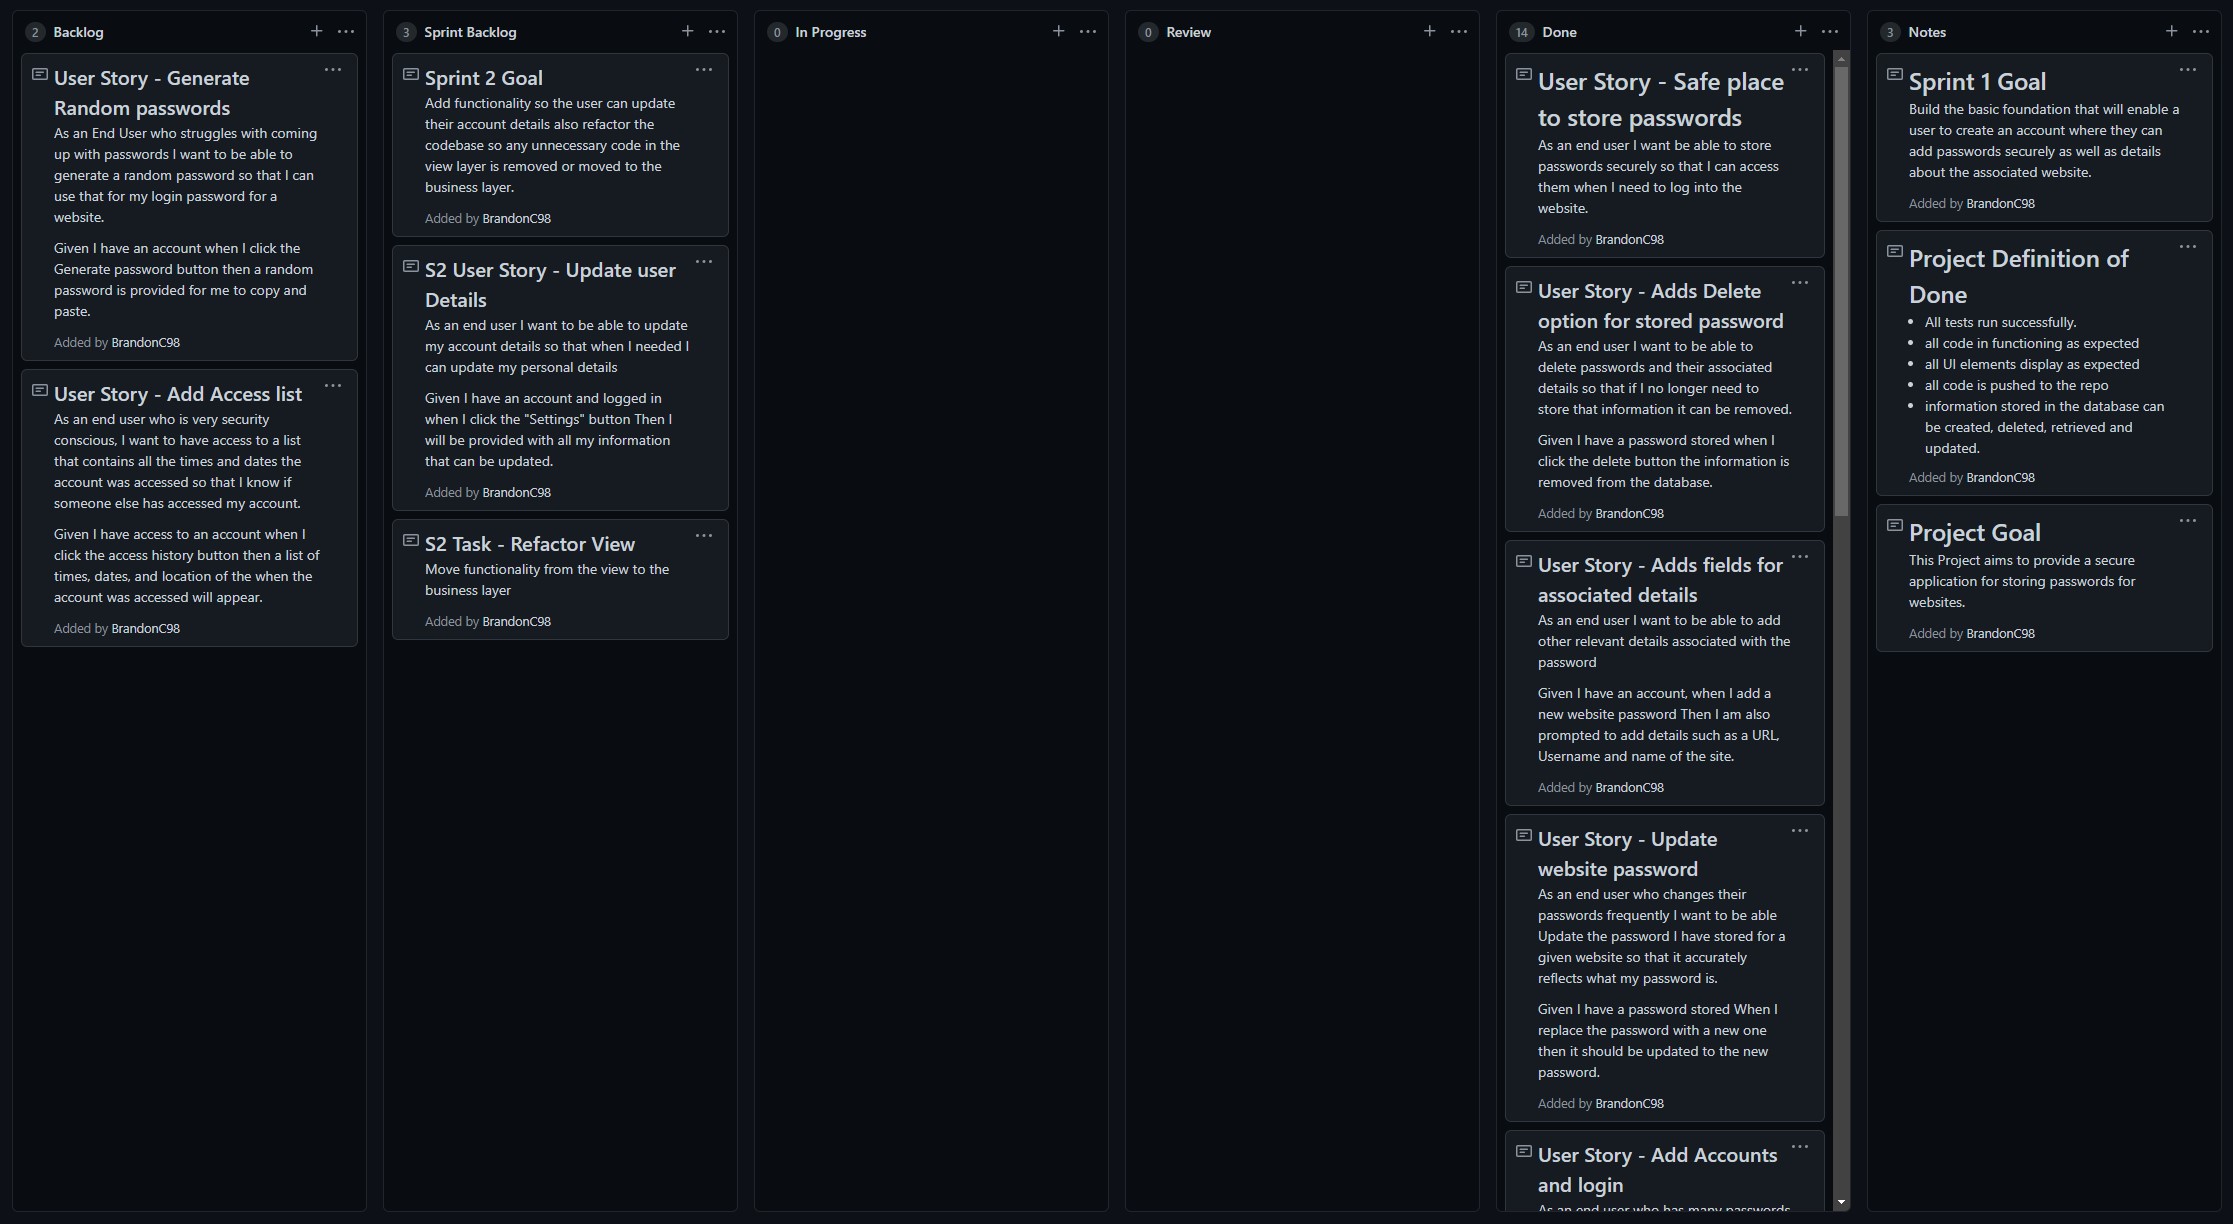 2 Backlog
User Story - Generate
Random passwords
As an End User who struggles with coming
up with passwords I want to be able to
generate a random password so that I can
use that for my login password for a
website.
Given I have an account when I click the
Generate password button then a random
password is provided for me to copy and
paste.
Added by BrandonC98
User Story - Add Access list
As an end user who is very security
conscious, I want to have access to a list
that contains all the times and dates the
account was accessed so that I know if
someone else has accessed my account.
Given I have access to an account when I
click the access history button then a list of
times, dates, and location of the when the
account was accessed will appear.
Added by BrandonC98
3 Sprint Backlog
Sprint 2 Goal
Add functionality so the user can update
their account details also refactor the
codebase so any unnecessary code in the
view layer is removed or moved to the
business layer.
Added by BrandonC98
S2 User Story - Update user
Details
As an end user I want to be able to update
my account details so that when I needed I
can update my personal details
Given I have an account and logged in
when I click the "Settings" button Then I
will be provided with all my information
that can be updated.
Added by BrandonC98
S2 Task - Refactor View
Move functionality from the view to the
business layer
Added by BrandonC98
0 In Progress
0 Review
14 Done
User Story - Safe place
to store passwords
As an end user I want be able to store
passwords securely so that I can access
them when I need to log into the
website.
Added by BrandonC98
User Story - Adds Delete
option for stored password
As an end user I want to be able to
delete passwords and their associated
details so that if I no longer need to
store that information it can be removed.
Given I have a password stored when I
click the delete button the information is
removed from the database.
Added by BrandonC98
User Story - Adds fields for
associated details
As an end user I want to be able to add
other relevant details associated with the
password
Given I have an account, when I add a
new website password Then I am also
prompted to add details such as a URL,
Username and name of the site.
Added by BrandonC98
User Story - Update
website password
As an end user who changes their
passwords frequently I want to be able
Update the password I have stored for a
given website so that it accurately
reflects what my password is.
Given I have a password stored When I
replace the password with a new one
then it should be updated to the new
password.
Added by BrandonC98
User Story - Add Accounts
and login
As an end user who has many passwords
3 Notes
Sprint 1 Goal
Build the basic foundation that will enable a
user to create an account where they can
add passwords securely as well as details
about the associated website.
Added by BrandonC98
Project Definition of
Done
• All tests run successfully.
• all code in functioning as expected
• all UI elements display as expected
• all code is pushed to the repo
• information stored in the database can
be created, deleted, retrieved and
updated.
Added by BrandonC98
Project Goal
This Project aims to provide a secure
application for storing passwords for
websites.
Added by BrandonC98